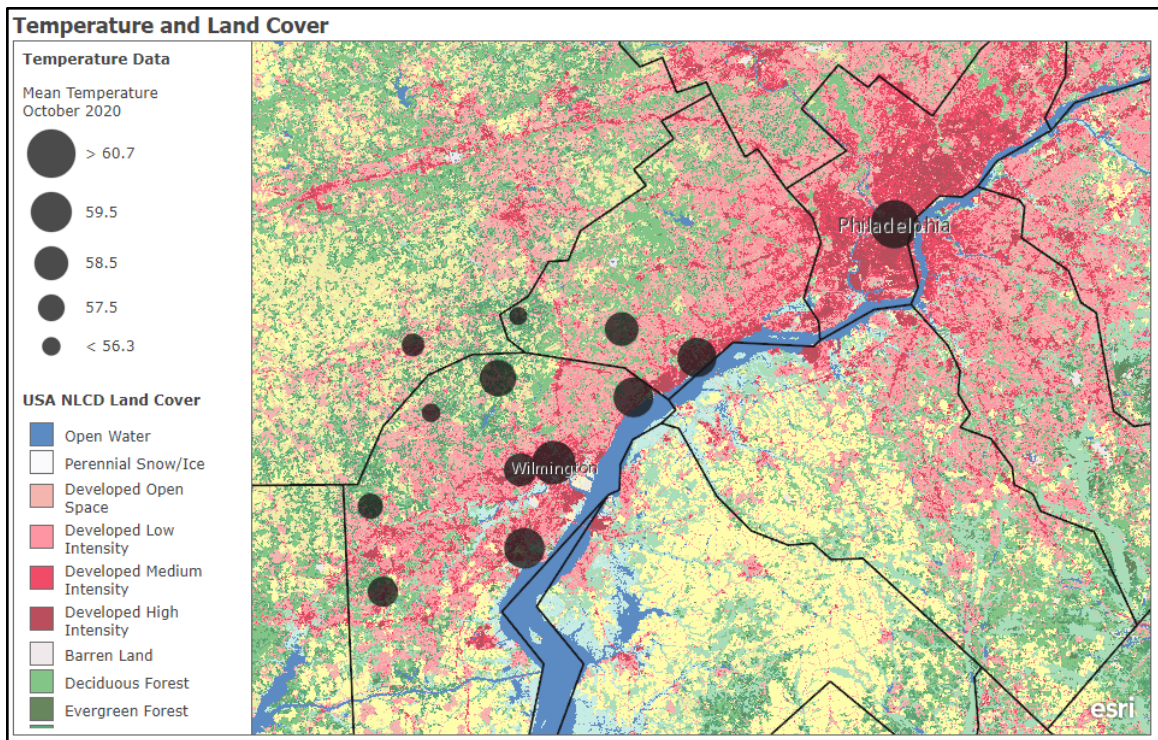 Temperature and Land Cover
Temperature Data
Mean Temperature
October 2020
> 60.7
59.5
58.5
57.5
< 56.3
USA NLCD Land Cover
Open Water
Perennial Snow/Ice
Developed Open
Space
Developed Low
Intensity
Developed Medium
Intensity
Developed High
Intensity
Barren Land
Deciduous Forest
Evergreen Forest
Philadelphia
Wilmington
esri